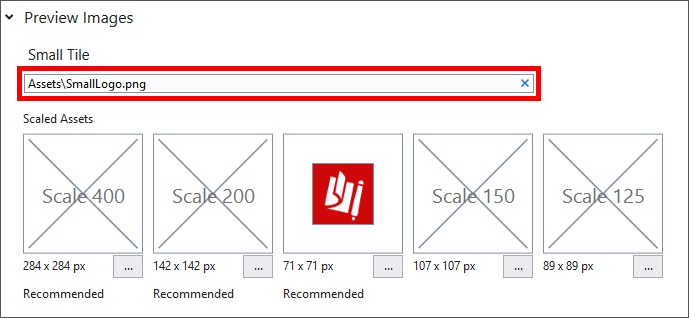 Preview Images
Small Tile
Assets\SmallLogo.png
Scaled Assets
Scale 400
Scale 200
Scale 150
Scale 125
284 x 284 px ...
142 x 142 px ...
71 x 71 px ...
107 x 107 px ...
89 x 89 px ...
Recommended
Recommended
Recommended